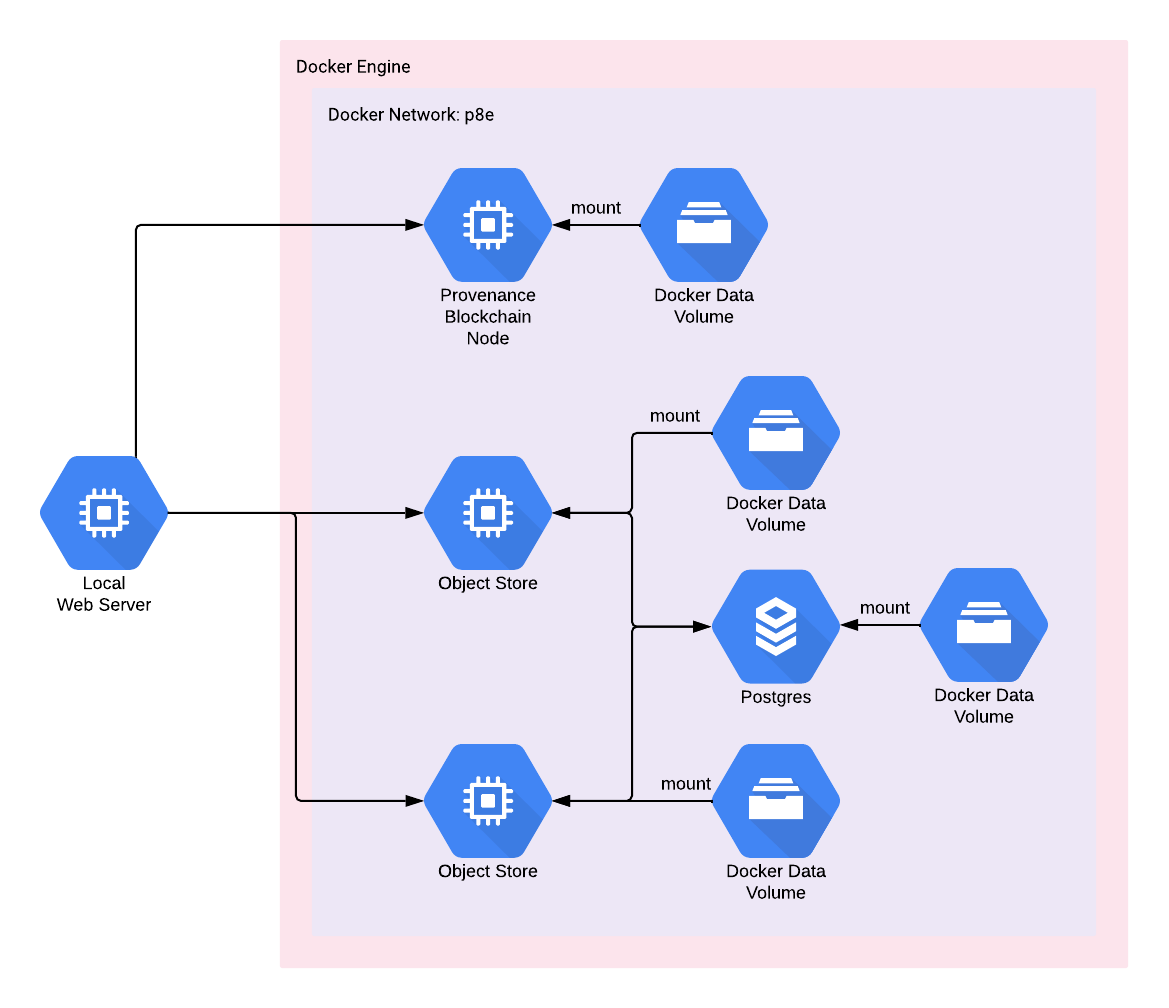 Docker Engine
Docker Network: p8e
mount
Provenance
Blockchain
Node
Docker Data
Volume
mount
Docker Data
Volume
Local
Web Server
Object Store
mount
Postgres
Docker Data
Volume
mount
Object Store
Docker Data
Volume